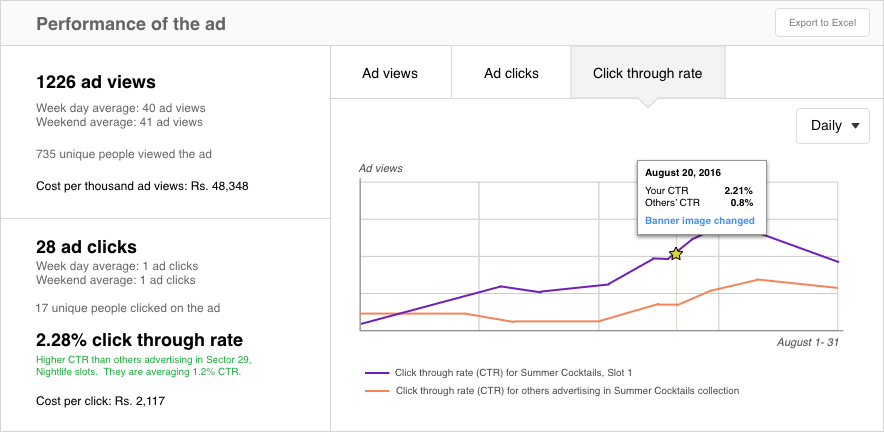 Performance of the ad
Export to Excel
1226 ad views
Week day average: 40 ad views
Weekend average: 41 ad views
735 unique people viewed the ad
Cost per thousand ad views: Rs. 48,348
28 ad clicks
Week day average: 1 ad clicks
Weekend average: 1 ad clicks
17 unique people clicked on the ad
2.28% click through rate
Higher CTR than others advertising in Sector 29,
Nightlife slots. They are averaging 1.2% CTR.
Cost per click: Rs. 2,117
Ad views
Ad clicks
Click through rate
Daily
Ad views
August 20, 2016
Your CTR 2.21%
Others' CTR 0.8%
Banner image changed
August 1- 31
Click through rate (CTR) for Summer Cocktails, Slot 1
Click through rate (CTR) for others advertising in Summer Cocktails collection